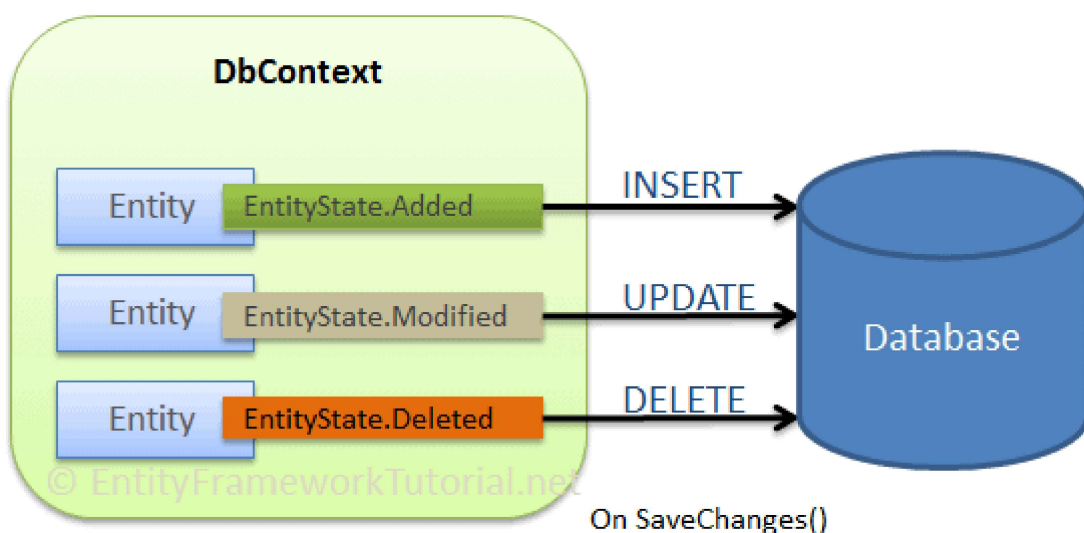 DbContext
Entity
EntityState.Added
INSERT
Entity
EntityState.Modified
UPDATE
Database
Entity
EntityState.Deleted
DELETE
© EntityFrameworkTutorial.net
On SaveChanges()